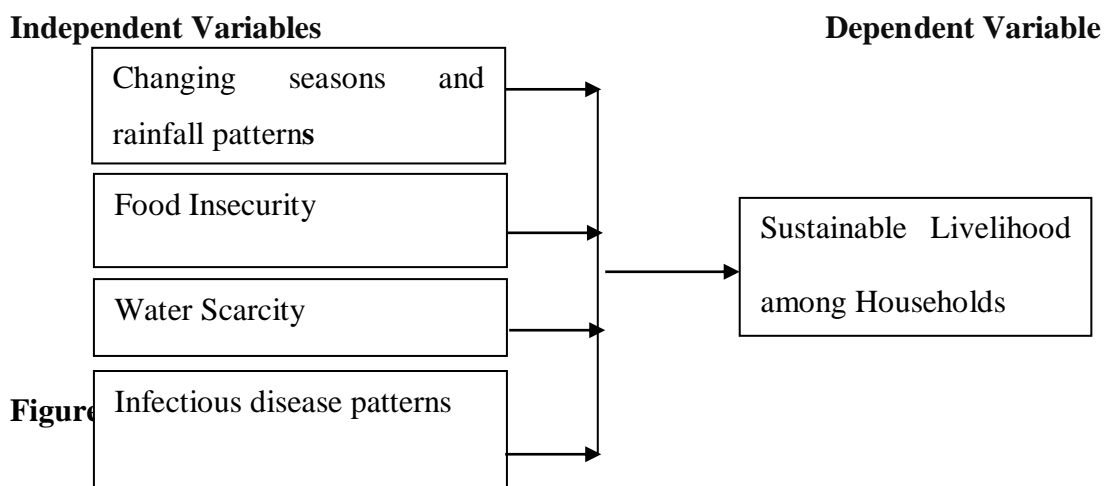 Independent Variables Dependent Variable
Changing seasons and
rainfall patterns
Food Insecurity
Sustainable Livelihood
among Households
Water Scarcity
Infectious disease patterns
Figure